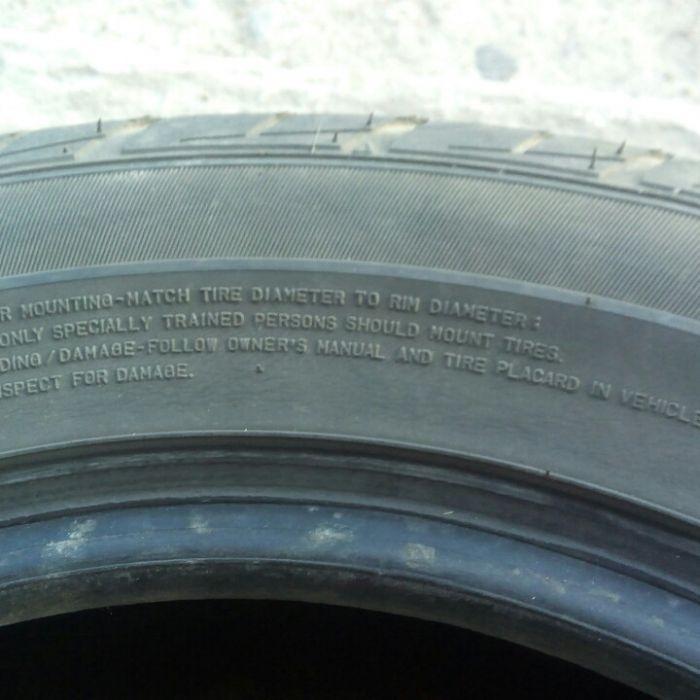 R MOUNTING-MATCH TIRE DIAMETER TO RIM DIAMETER:
ONLY SPECIALLY TRAINED PERSONS SHOULD MOUNT TIRES.
DING/DAMAGE-FOLLOW OWNER'S MANUAL AND TIRE PLACARD IN VEHICLE
NSPECT FOR DAMAGE.